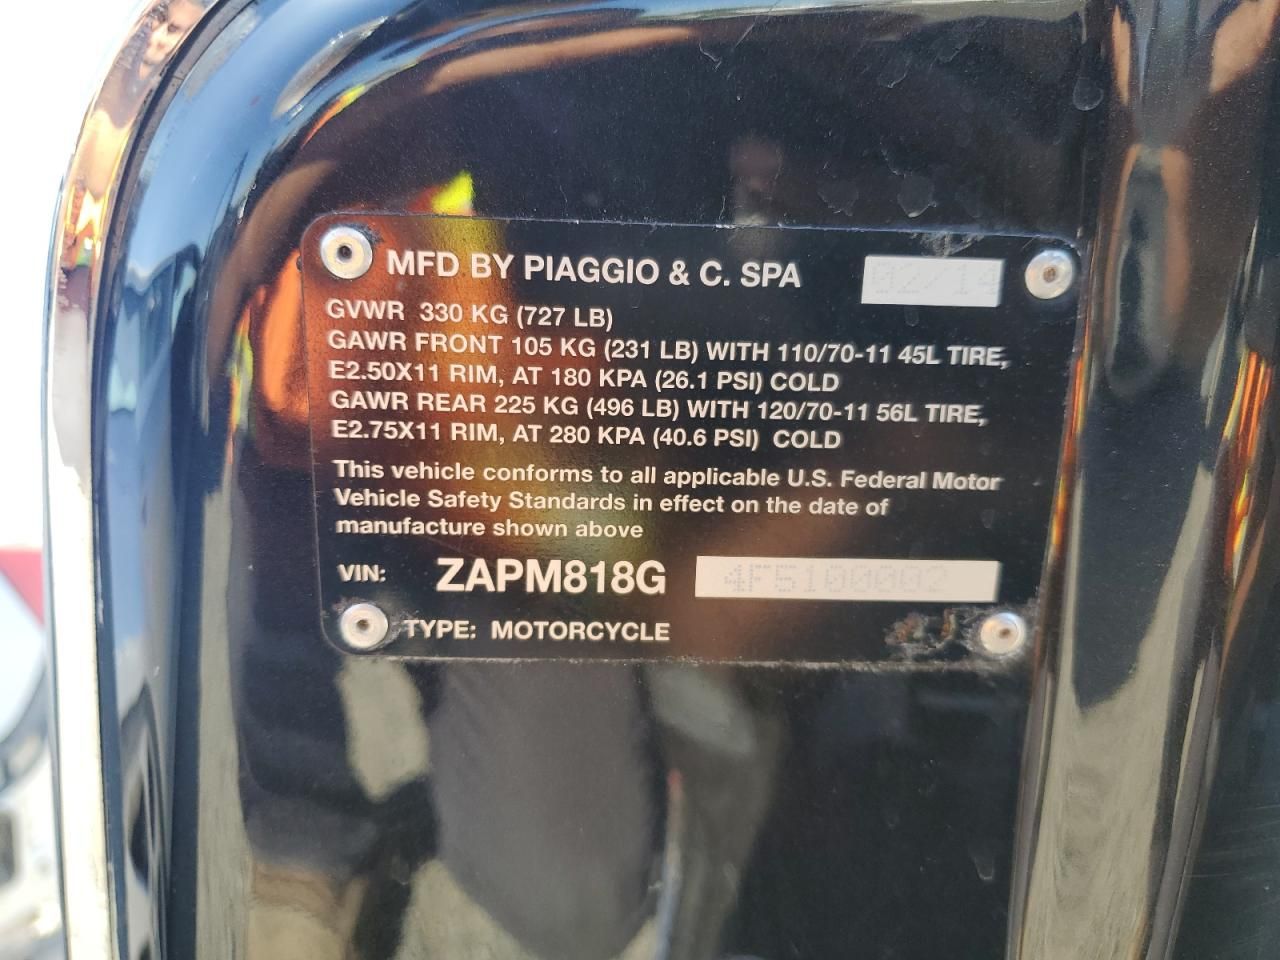 MFD BY PIAGGIO & C. SPA 02/14
GVWR 330 KG (727 LB)
GAWR FRONT 105 KG (231 LB) WITH 110/70-11 45L TIRE,
E2.50X11 RIM, AT 180 KPA (26.1 PSI) COLD
GAWR REAR 225 KG (496 LB) WITH 120/70-11 56L TIRE,
E2.75X11 RIM, AT 280 KPA (40.6 PSI) COLD
This vehicle conforms to all applicable U.S. Federal Motor
Vehicle Safety Standards in effect on the date of
manufacture shown above
VIN: ZAPM818G 4F5100002
TYPE: MOTORCYCLE